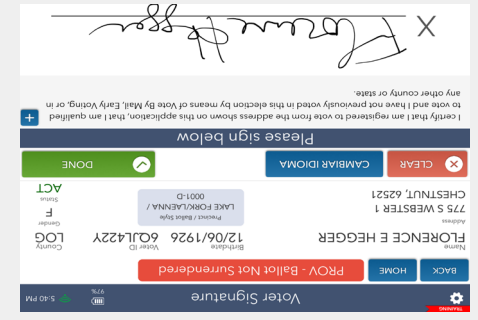 TRAINING
Voter Signature
97%
5:40 PM
BACK
HOME
PROV - Ballot Not Surrendered
Name
FLORENCE E HEGGER
Birthdate
12/06/1926
Voter ID
6QJL422Y
County
LOG
Address
775 S WEBSTER 1
CHESTNUT, 62521
Precinct / Ballot Style
LAKE FORK/LAENNA /
0001-D
Gender
F
Status
ACT
CLEAR
CAMBIAR IDIOMA
DONE
Please sign below
I certify that I am registered to vote from the address shown on this application, that I am qualified
to vote and I have not previously voted in this election by means of Vote By Mail, Early Voting, or in
any other county or state.
X